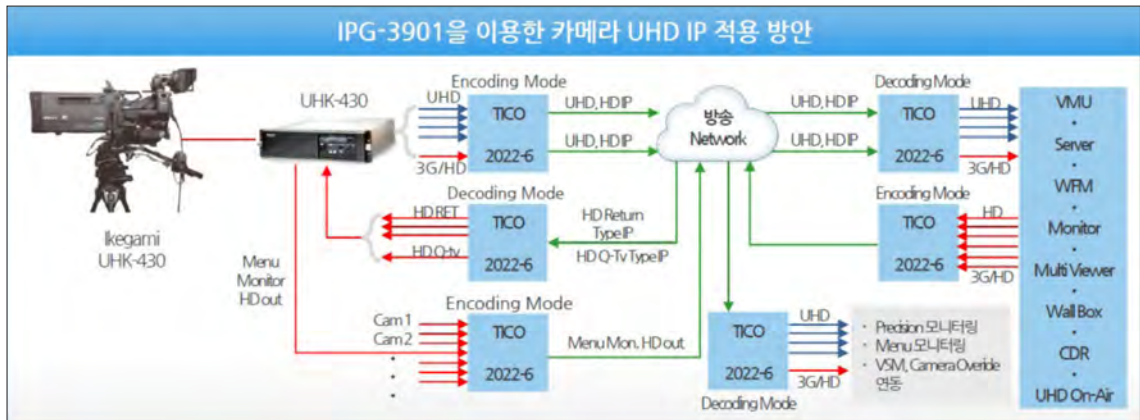 IPG-3901을 이용한 카메라 UHD IP 적용 방안
Ikegami
UHK-430
UHK-430
Encoding Mode
UHD
3G/HD
TICO
2022-6
UHD, HD IP
UHD, HD IP
방송
Network
UHD, HD IP
UHD, HD IP
Decoding Mode
TICO
2022-6
UHD
3G/HD
Decoding Mode
HD RET
HD Q-tv
TICO
2022-6
HD Return
Type IP
HD Q-Tv Type IP
Encoding Mode
TICO
2022-6
HD
3G/HD
Menu
Monitor
HD out
Encoding Mode
Cam 1
Cam 2
TICO
2022-6
Menu Mon. HD out
TICO
2022-6
Decoding Mode
UHD
3G/HD
· Precision 모니터링
· Menu 모니터링
· VSM, Camera Overide
연동
VMU
·
Server
·
WFM
·
Monitor
·
Multi Viewer
·
Wall Box
·
CDR
·
UHD On-Air